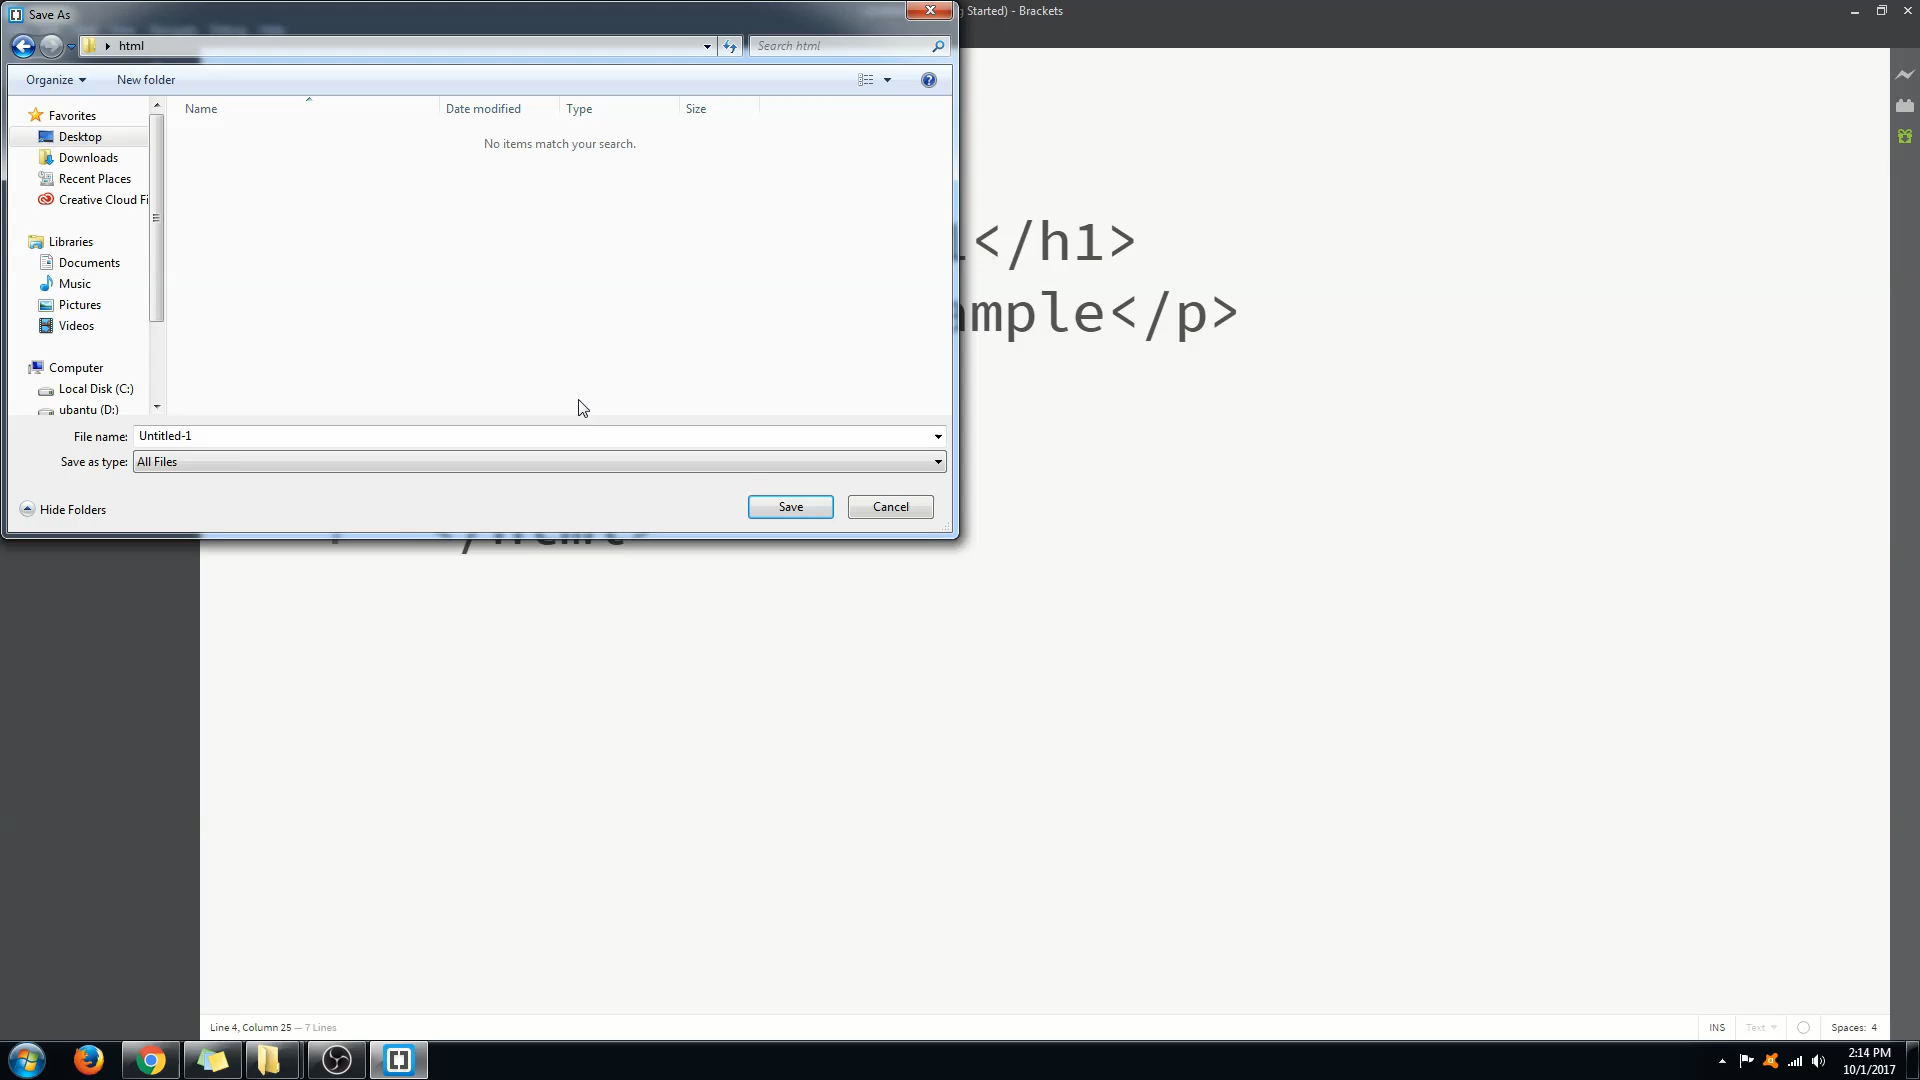 Save As
Started) - Brackets
html
Search html
Organize
New folder
Name
Date modified
Type
Size
No items match your search.
Favorites
Desktop
Downloads
Recent Places
Creative Cloud Fi
Libraries
Documents
Music
Pictures
Videos
Computer
Local Disk (C:)
ubantu (D:)
</h1>
ample</p>
File name:
Untitled-1
Save as type:
All Files
Hide Folders
Save
Cancel
Line 4, Column 25 — 7 Lines
INS
Text
Spaces: 4
2:14 PM
10/1/2017